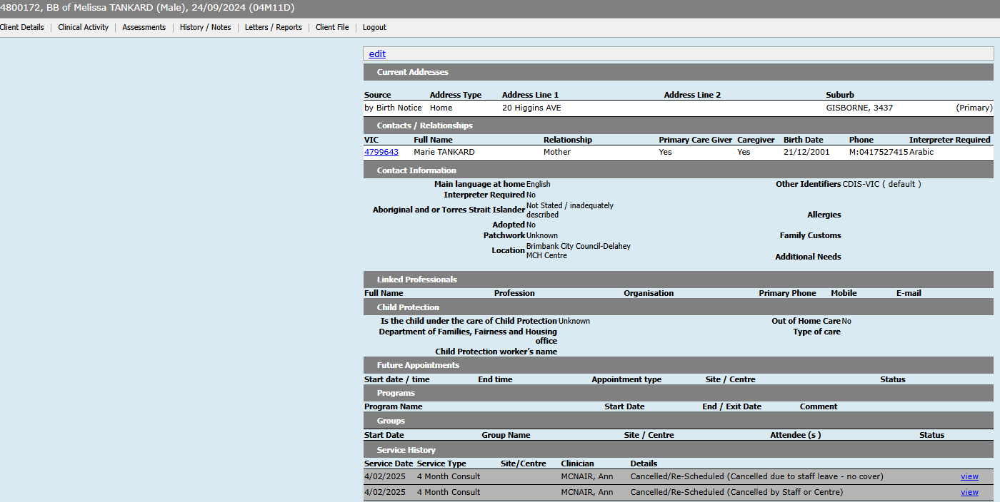 4800172, BB of Melissa TANKARD (Male), 24/09/2024 (04M11D)
Client Details | Clinical Activity | Assessments | History / Notes | Letters / Reports | Client File | Logout
edit
Current Addresses
Source Address Type Address Line 1 Address Line 2 Suburb
by Birth Notice Home 20 Higgins AVE GISBORNE, 3437 (Primary)
Contacts / Relationships
VIC Full Name Relationship Primary Care Giver Caregiver Birth Date Phone Interpreter Required
4799643 Marie TANKARD Mother Yes Yes 21/12/2001 M:0417527415 Arabic
Contact Information
Main language at home English Other Identifiers CDIS-VIC ( default )
Interpreter Required No
Aboriginal and or Torres Strait Islander Not Stated / inadequately
described
Allergies
Adopted No
Patchwork Unknown Family Customs
Location Brimbank City Council-Delahey
MCH Centre
Additional Needs
Linked Professionals
Full Name Profession Organisation Primary Phone Mobile E-mail
Child Protection
Is the child under the care of Child Protection Unknown Out of Home Care No
Department of Families, Fairness and Housing Type of care
office
Child Protection worker's name
Future Appointments
Start date / time End time Appointment type Site / Centre Status
Programs
Program Name Start Date End / Exit Date Comment
Groups
Start Date Group Name Site / Centre Attendee (s ) Status
Service History
Service Date Service Type Site/Centre Clinician Details
4/02/2025 4 Month Consult MCNAIR, Ann Cancelled/Re-Scheduled (Cancelled due to staff leave - no cover) view
4/02/2025 4 Month Consult MCNAIR, Ann Cancelled/Re-Scheduled (Cancelled by Staff or Centre) view